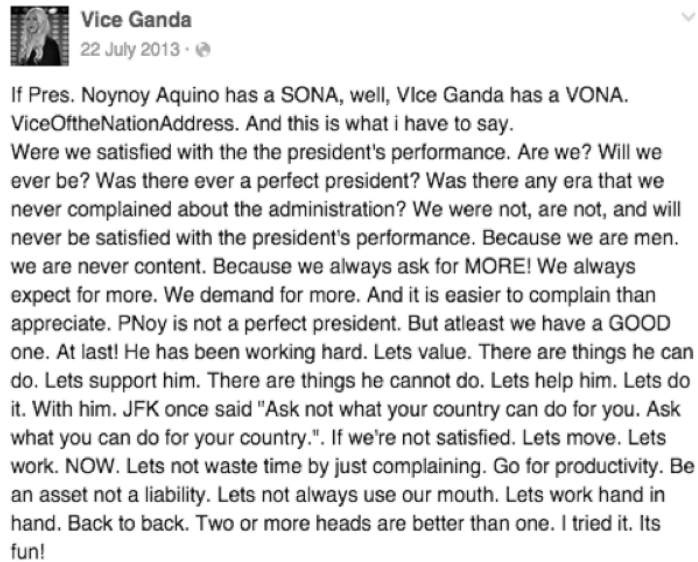 Vice Ganda
22 July 2013 ·
If Pres. Noynoy Aquino has a SONA, well, VIce Ganda has a VONA.
ViceOftheNationAddress. And this is what i have to say.
Were we satisfied with the the president's performance. Are we? Will we
ever be? Was there ever a perfect president? Was there any era that we
never complained about the administration? We were not, are not, and will
never be satisfied with the president's performance. Because we are men.
we are never content. Because we always ask for MORE! We always
expect for more. We demand for more. And it is easier to complain than
appreciate. PNoy is not a perfect president. But atleast we have a GOOD
one. At last! He has been working hard. Lets value. There are things he can
do. Lets support him. There are things he cannot do. Lets help him. Lets do
it. With him. JFK once said "Ask not what your country can do for you. Ask
what you can do for your country.". If we're not satisfied. Lets move. Lets
work. NOW. Lets not waste time by just complaining. Go for productivity. Be
an asset not a liability. Lets not always use our mouth. Lets work hand in
hand. Back to back. Two or more heads are better than one. I tried it. Its
fun!